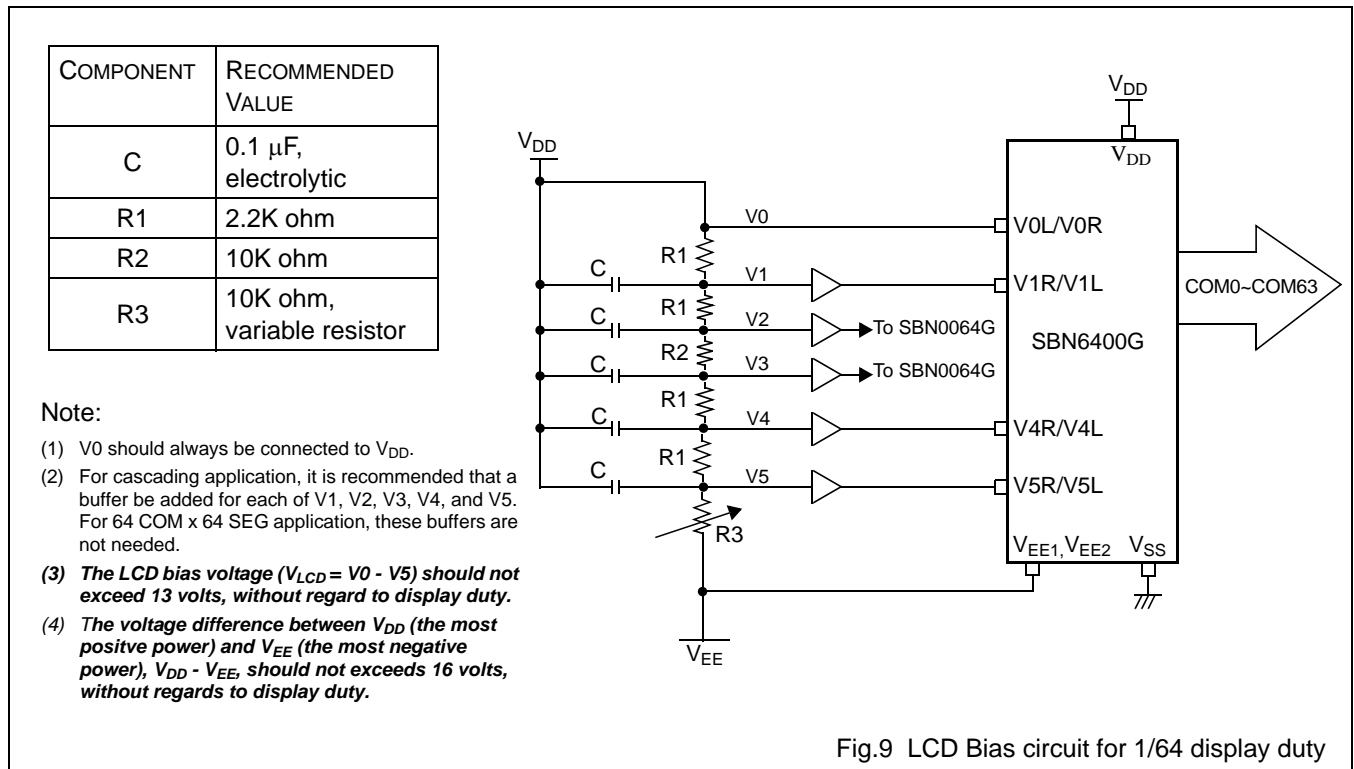 COMPONENT RECOMMENDED
VALUE
C 0.1 μF,
electrolytic
R1 2.2K ohm
R2 10K ohm
R3 10K ohm,
variable resistor
Note:
(1) V0 should always be connected to VDD.
(2) For cascading application, it is recommended that a
buffer be added for each of V1, V2, V3, V4, and V5.
For 64 COM x 64 SEG application, these buffers are
not needed.
(3) The LCD bias voltage (VLCD = V0 - V5) should not
exceed 13 volts, without regard to display duty.
(4) The voltage difference between VDD (the most
positve power) and VEE (the most negative
power), VDD - VEE, should not exceeds 16 volts,
without regards to display duty.
VDD
VDD
VDD
V0
V0L/V0R
R1
C
V1
V1R/V1L
COM0~COM63
R1
C
V2
To SBN0064G
SBN6400G
R2
C
V3
To SBN0064G
R1
C
V4
V4R/V4L
R1
C
V5
V5R/V5L
R3
VEE1, VEE2 VSS
VEE
Fig.9 LCD Bias circuit for 1/64 display duty